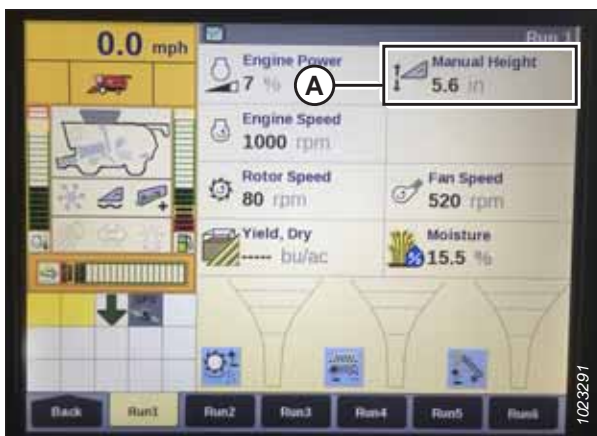 0.0 mph
Run 1
Engine Power
7 %
A
Manual Height
5.6 in
Engine Speed
1000 rpm
Rotor Speed
80 rpm
Fan Speed
520 rpm
Yield, Dry
----- bu/ac
Moisture
15.5 %
Back
Run1
Run2
Run3
Run4
Run5
Run6
1023291